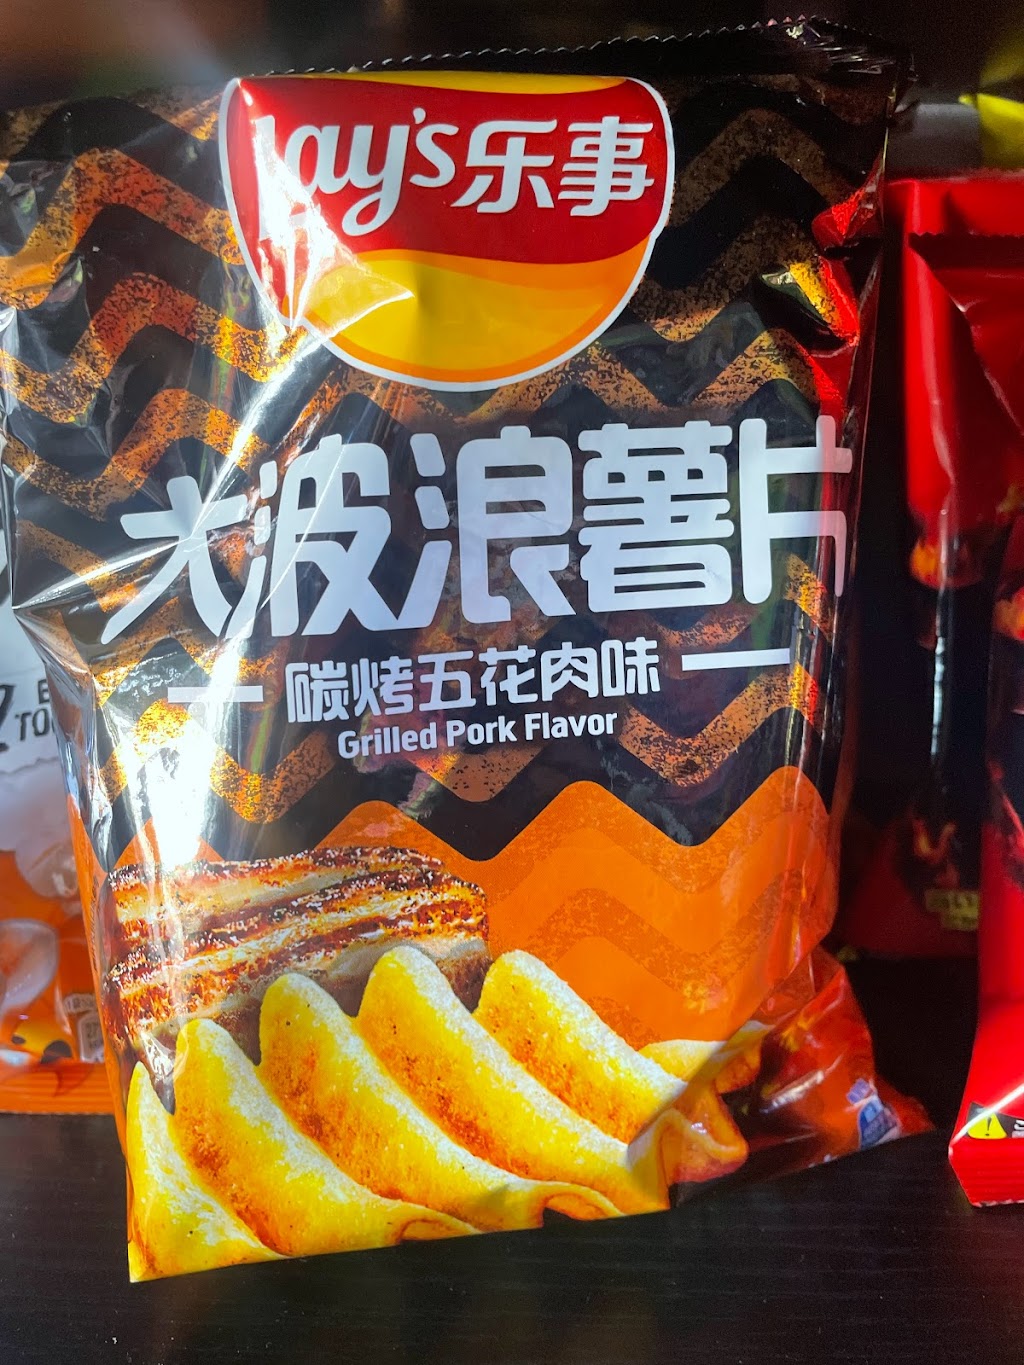 Lay's乐事
大波浪薯片
碳烤五花肉味
Grilled Pork Flavor